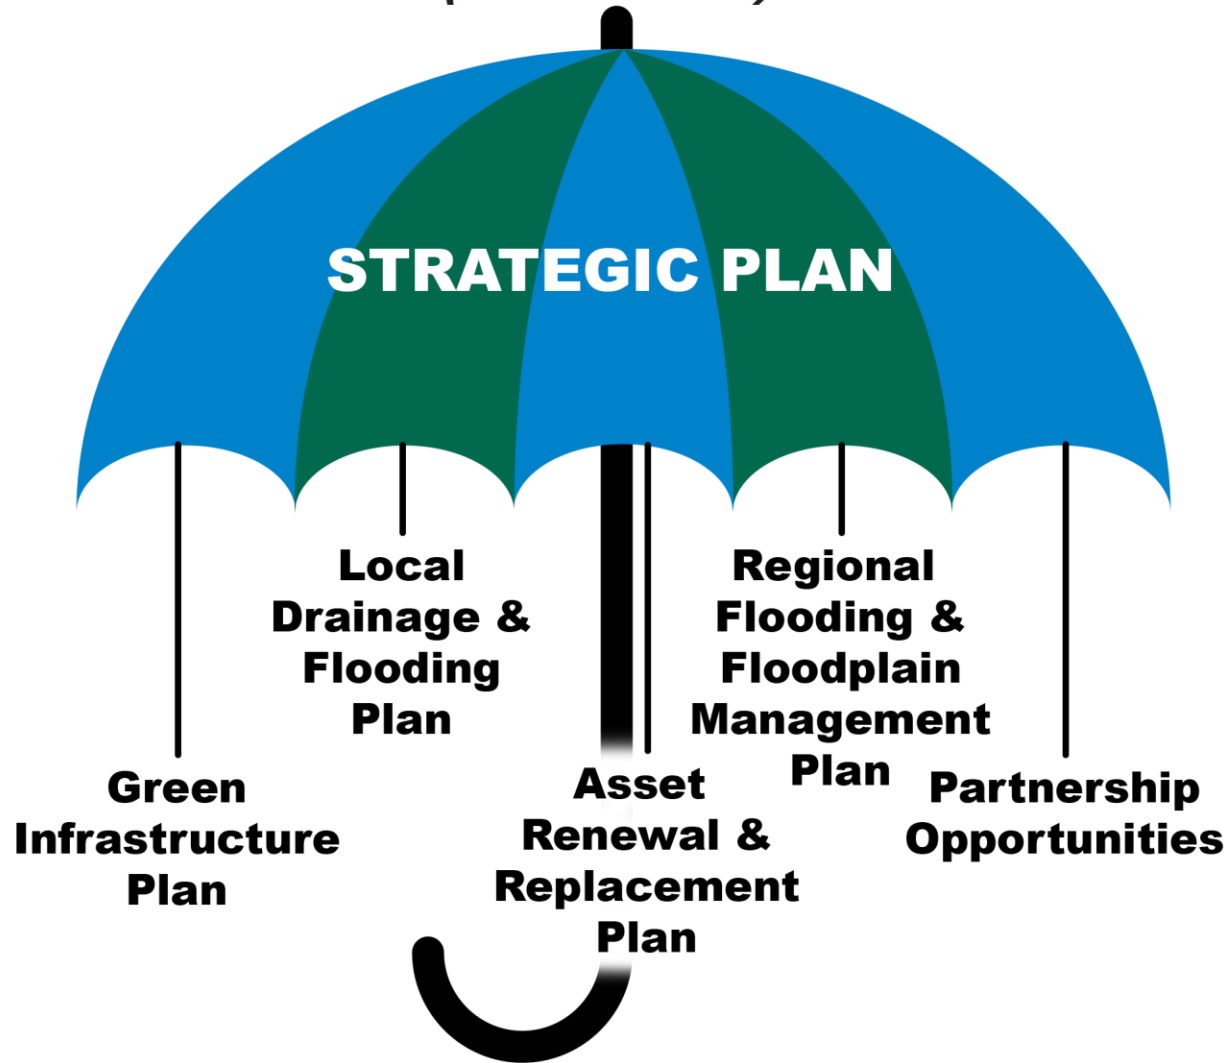 STRATEGIC PLAN
Local
Drainage &
Flooding
Plan
Regional
Flooding &
Floodplain
Management
Plan
Green
Infrastructure
Plan
Asset
Renewal &
Replacement
Plan
Partnership
Opportunities